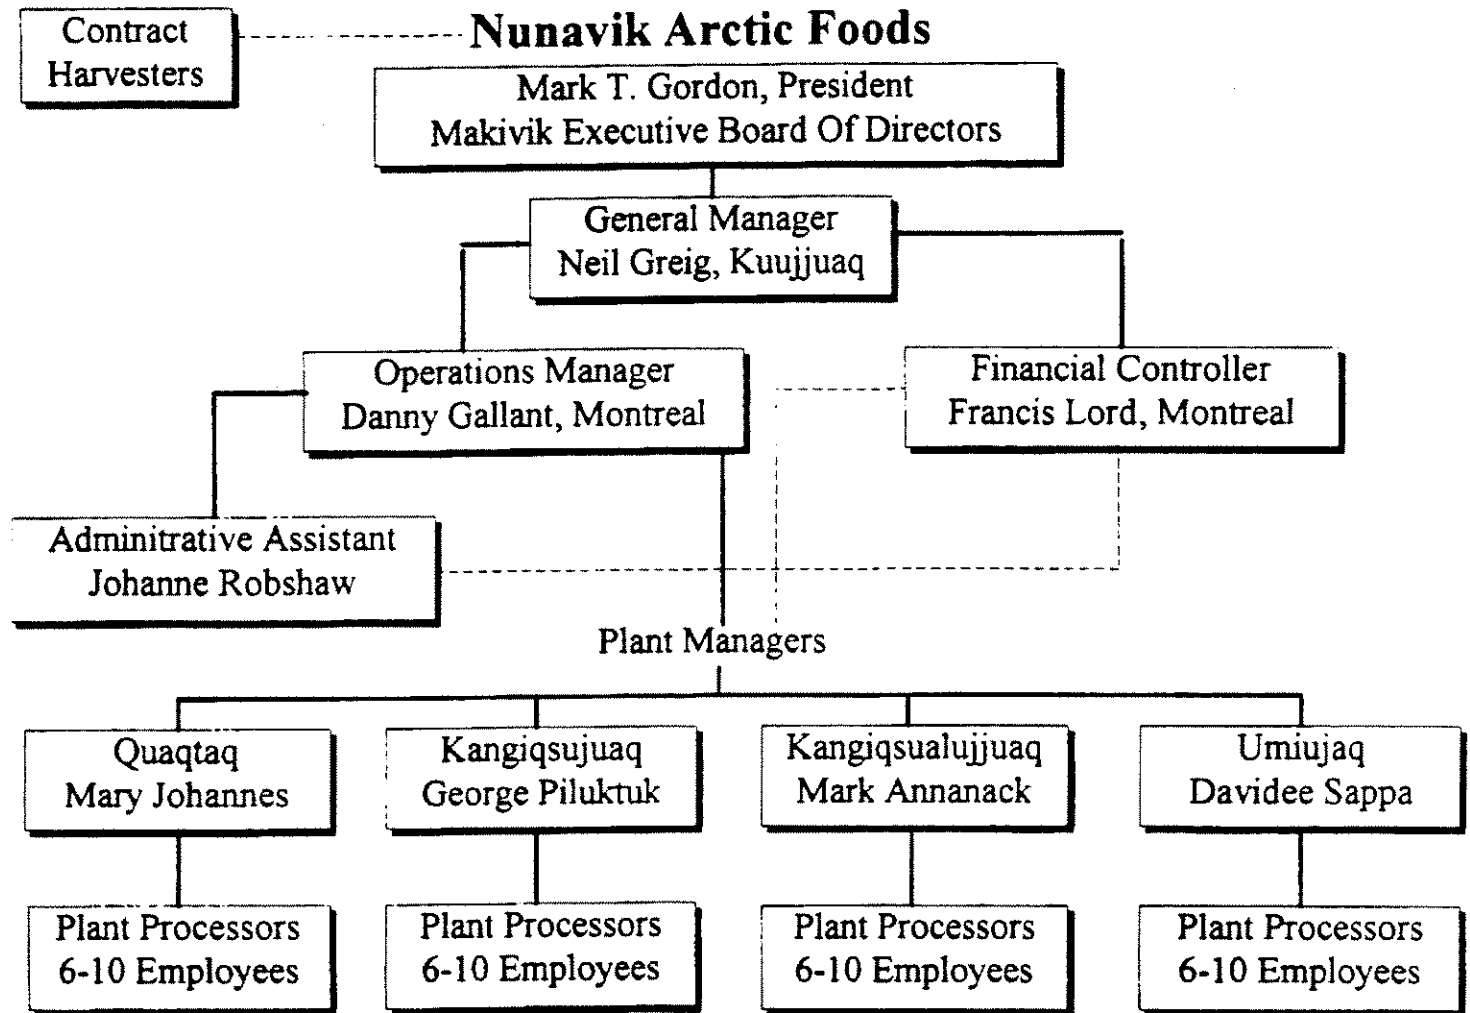 Contract
Harvesters
Nunavik Arctic Foods
Mark T. Gordon, President
Makivik Executive Board Of Directors
General Manager
Neil Greig, Kuujjuaq
Operations Manager
Danny Gallant, Montreal
Financial Controller
Francis Lord, Montreal
Adminitrative Assistant
Johanne Robshaw
Plant Managers
Quaqtaq
Mary Johannes
Kangiqsujuaq
George Piluktuk
Kangiqsualujjuaq
Mark Annanack
Umiujaq
Davidee Sappa
Plant Processors
6-10 Employees
Plant Processors
6-10 Employees
Plant Processors
6-10 Employees
Plant Processors
6-10 Employees